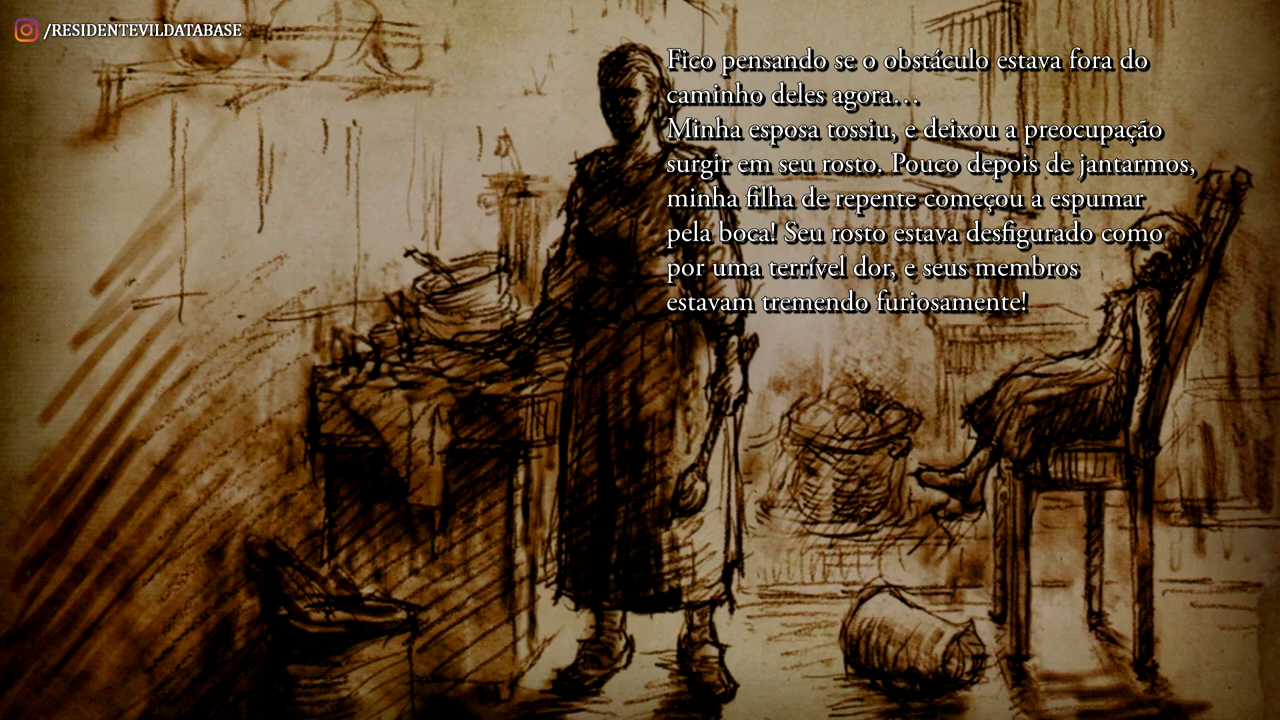 /RESIDENTEVILDATABASE
Fico pensando se o obstáculo estava fora do
caminho deles agora...
Minha esposa tossiu, e deixou a preocupação
surgir em seu rosto. Pouco depois de jantarmos,
minha filha de repente começou a espumar
pela boca! Seu rosto estava desfigurado como
por uma terrível dor, e seus membros
estavam tremendo furiosamente!